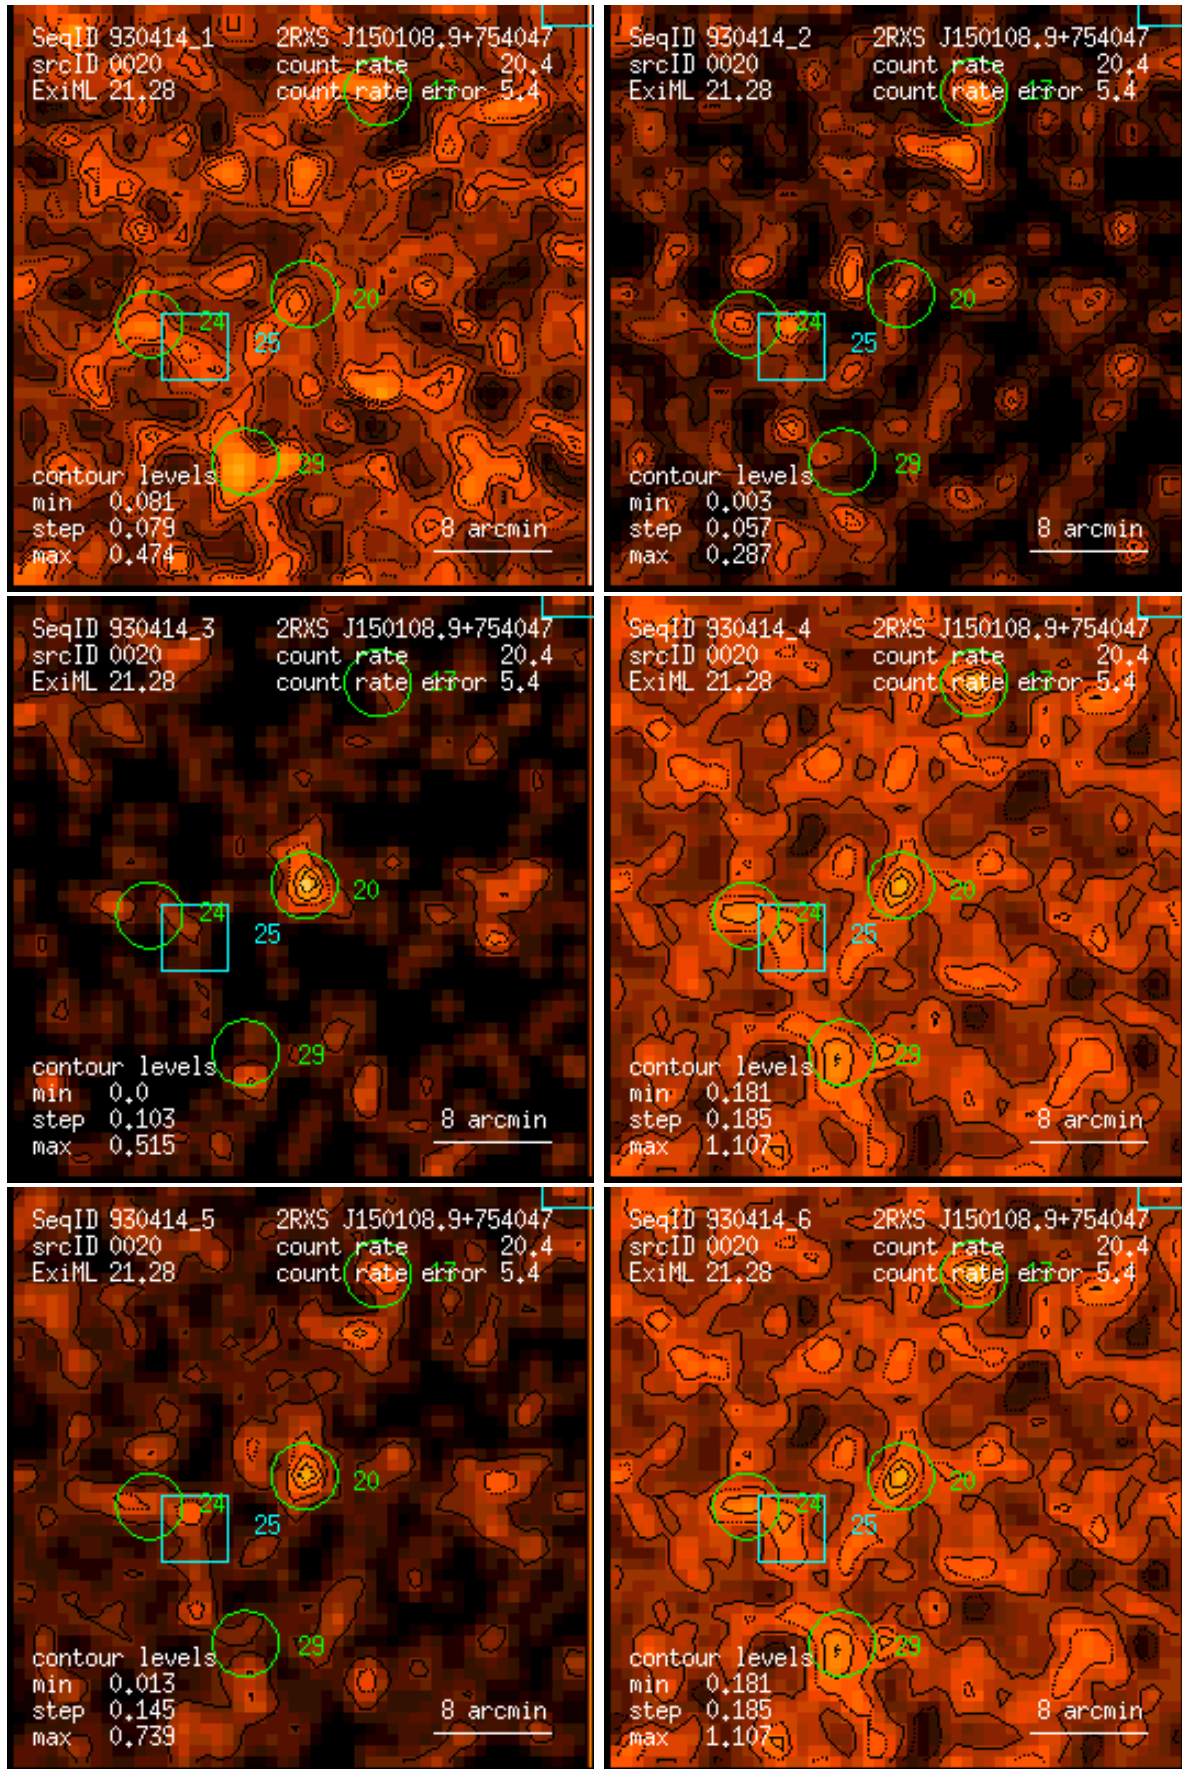 SeqID 930414_1 2RXS J150108.9+754047
srcID 0020 count rate 20.4
ExiML 21.28 count rate error 5.4
17
20
24
25
29
contour levels
min 0.081
step 0.079
max 0.474
8 arcmin
SeqID 930414_2 2RXS J150108.9+754047
srcID 0020 count rate 20.4
ExiML 21.28 count rate error 5.4
17
20
24
25
29
contour levels
min 0.003
step 0.057
max 0.287
8 arcmin
SeqID 930414_3 2RXS J150108.9+754047
srcID 0020 count rate 20.4
ExiML 21.28 count rate error 5.4
17
20
24
25
29
contour levels
min 0.0
step 0.103
max 0.515
8 arcmin
SeqID 930414_4 2RXS J150108.9+754047
srcID 0020 count rate 20.4
ExiML 21.28 count rate error 5.4
17
20
24
25
29
contour levels
min 0.181
step 0.185
max 1.107
8 arcmin
SeqID 930414_5 2RXS J150108.9+754047
srcID 0020 count rate 20.4
ExiML 21.28 count rate error 5.4
17
20
24
25
29
contour levels
min 0.013
step 0.145
max 0.739
8 arcmin
SeqID 930414_6 2RXS J150108.9+754047
srcID 0020 count rate 20.4
ExiML 21.28 count rate error 5.4
17
20
24
25
29
contour levels
min 0.181
step 0.185
max 1.107
8 arcmin